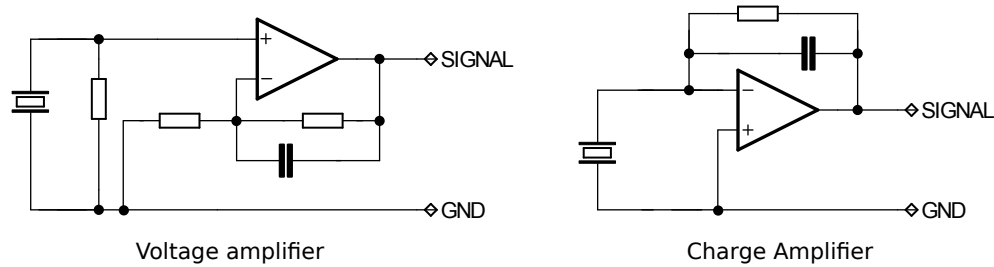 SIGNAL
GND
Voltage amplifier
SIGNAL
GND
Charge Amplifier